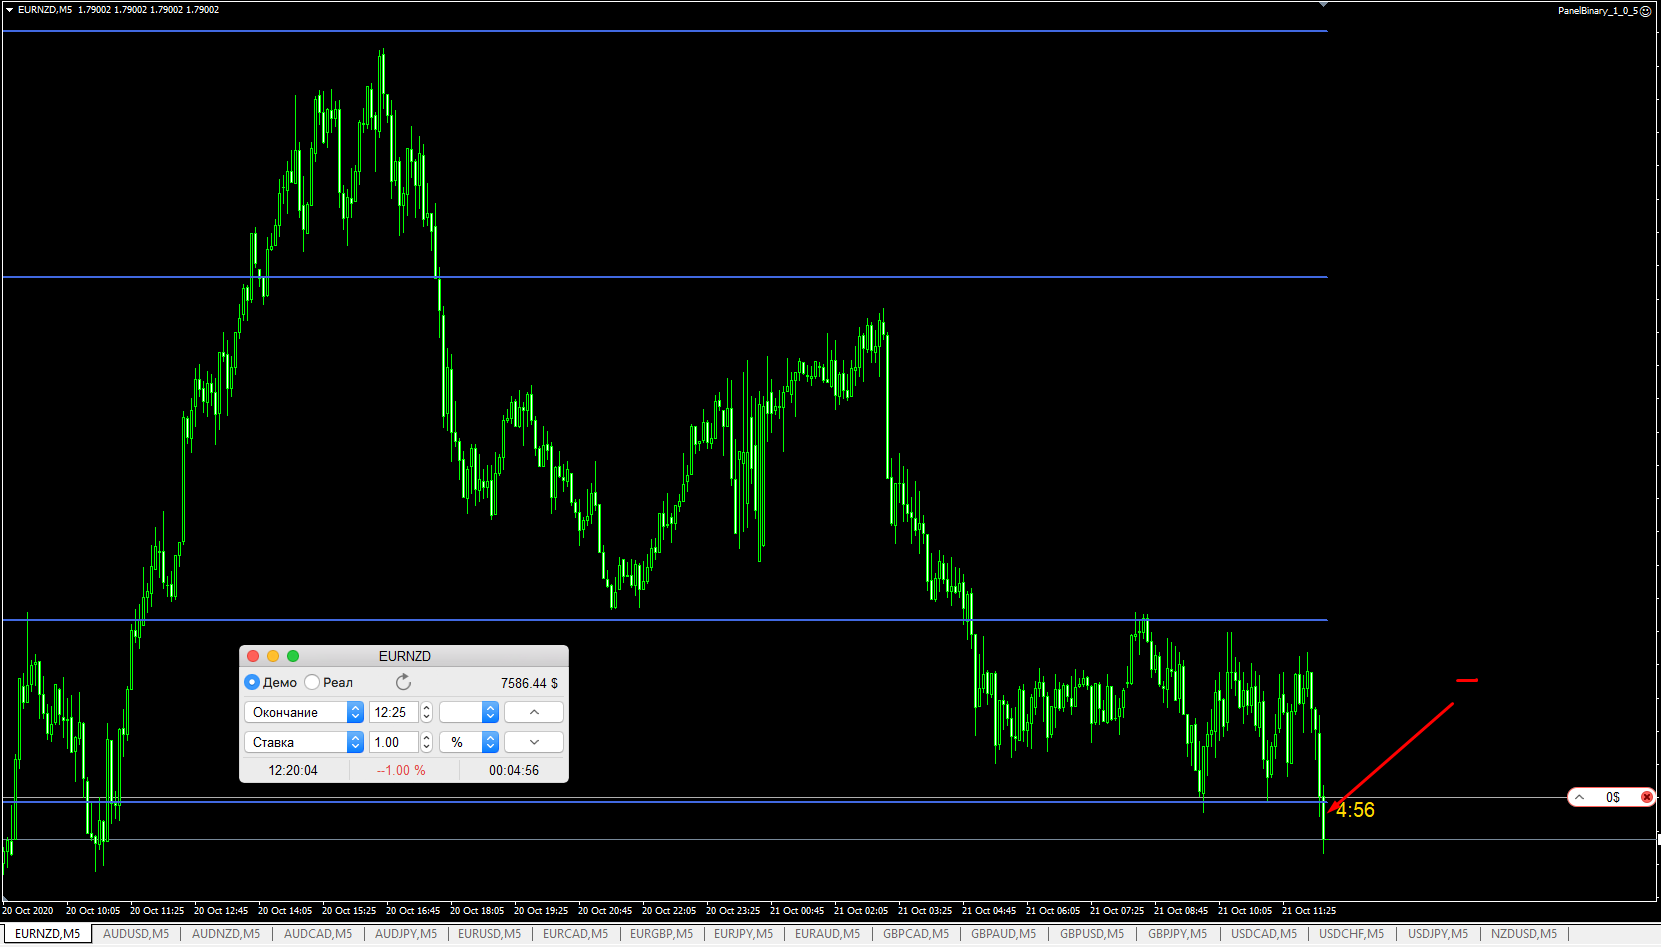 EURNZD,M5 1.79002 1.79002 1.79002 1.79002
PanelBinary_1_0_5
EURNZD
Демо Реал 7586.44 $
Окончание 12:25
Ставка 1.00 %
12:20:04 --1.00 % 00:04:56
0$
4:56
20 Oct 2020 20 Oct 10:05 20 Oct 11:25 20 Oct 12:45 20 Oct 14:05 20 Oct 15:25 20 Oct 16:45 20 Oct 18:05 20 Oct 19:25 20 Oct 20:45 20 Oct 22:05 20 Oct 23:25 21 Oct 00:45 21 Oct 02:05 21 Oct 03:25 21 Oct 04:45 21 Oct 06:05 21 Oct 07:25 21 Oct 08:45 21 Oct 10:05 21 Oct 11:25
EURNZD,M5 AUDUSD,M5 AUDNZD,M5 AUDCAD,M5 AUDJPY,M5 EURUSD,M5 EURCAD,M5 EURGBP,M5 EURJPY,M5 EURAUD,M5 GBPCAD,M5 GBPAUD,M5 GBPUSD,M5 GBPJPY,M5 USDCAD,M5 USDCHF,M5 USDJPY,M5 NZDUSD,M5